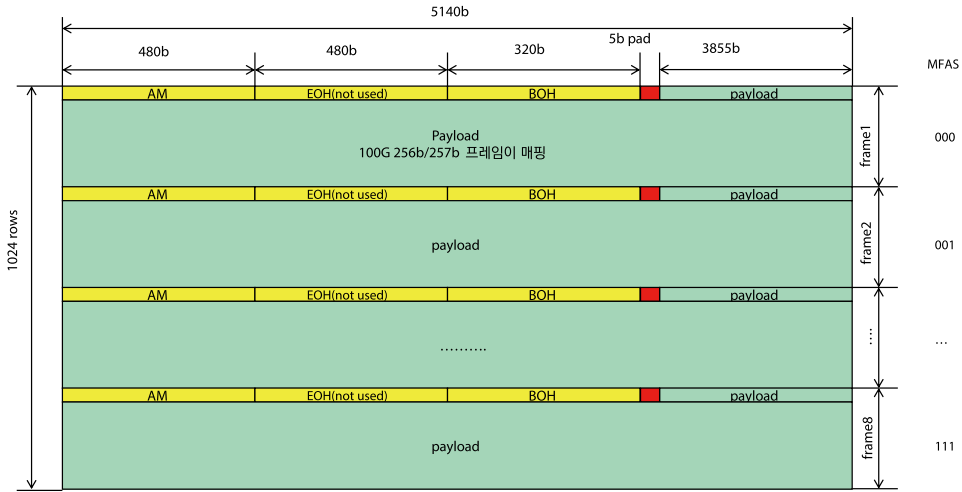 5140b
480b
480b
320b
5b pad
3855b
MFAS
AM
EOH(not used)
BOH
payload
Payload
100G 256b/257b 프레임이 매핑
frame1
000
AM
EOH(not used)
BOH
payload
payload
frame2
001
1024 rows
AM
EOH(not used)
BOH
payload
..........
....
...
AM
EOH(not used)
BOH
payload
payload
frame8
111